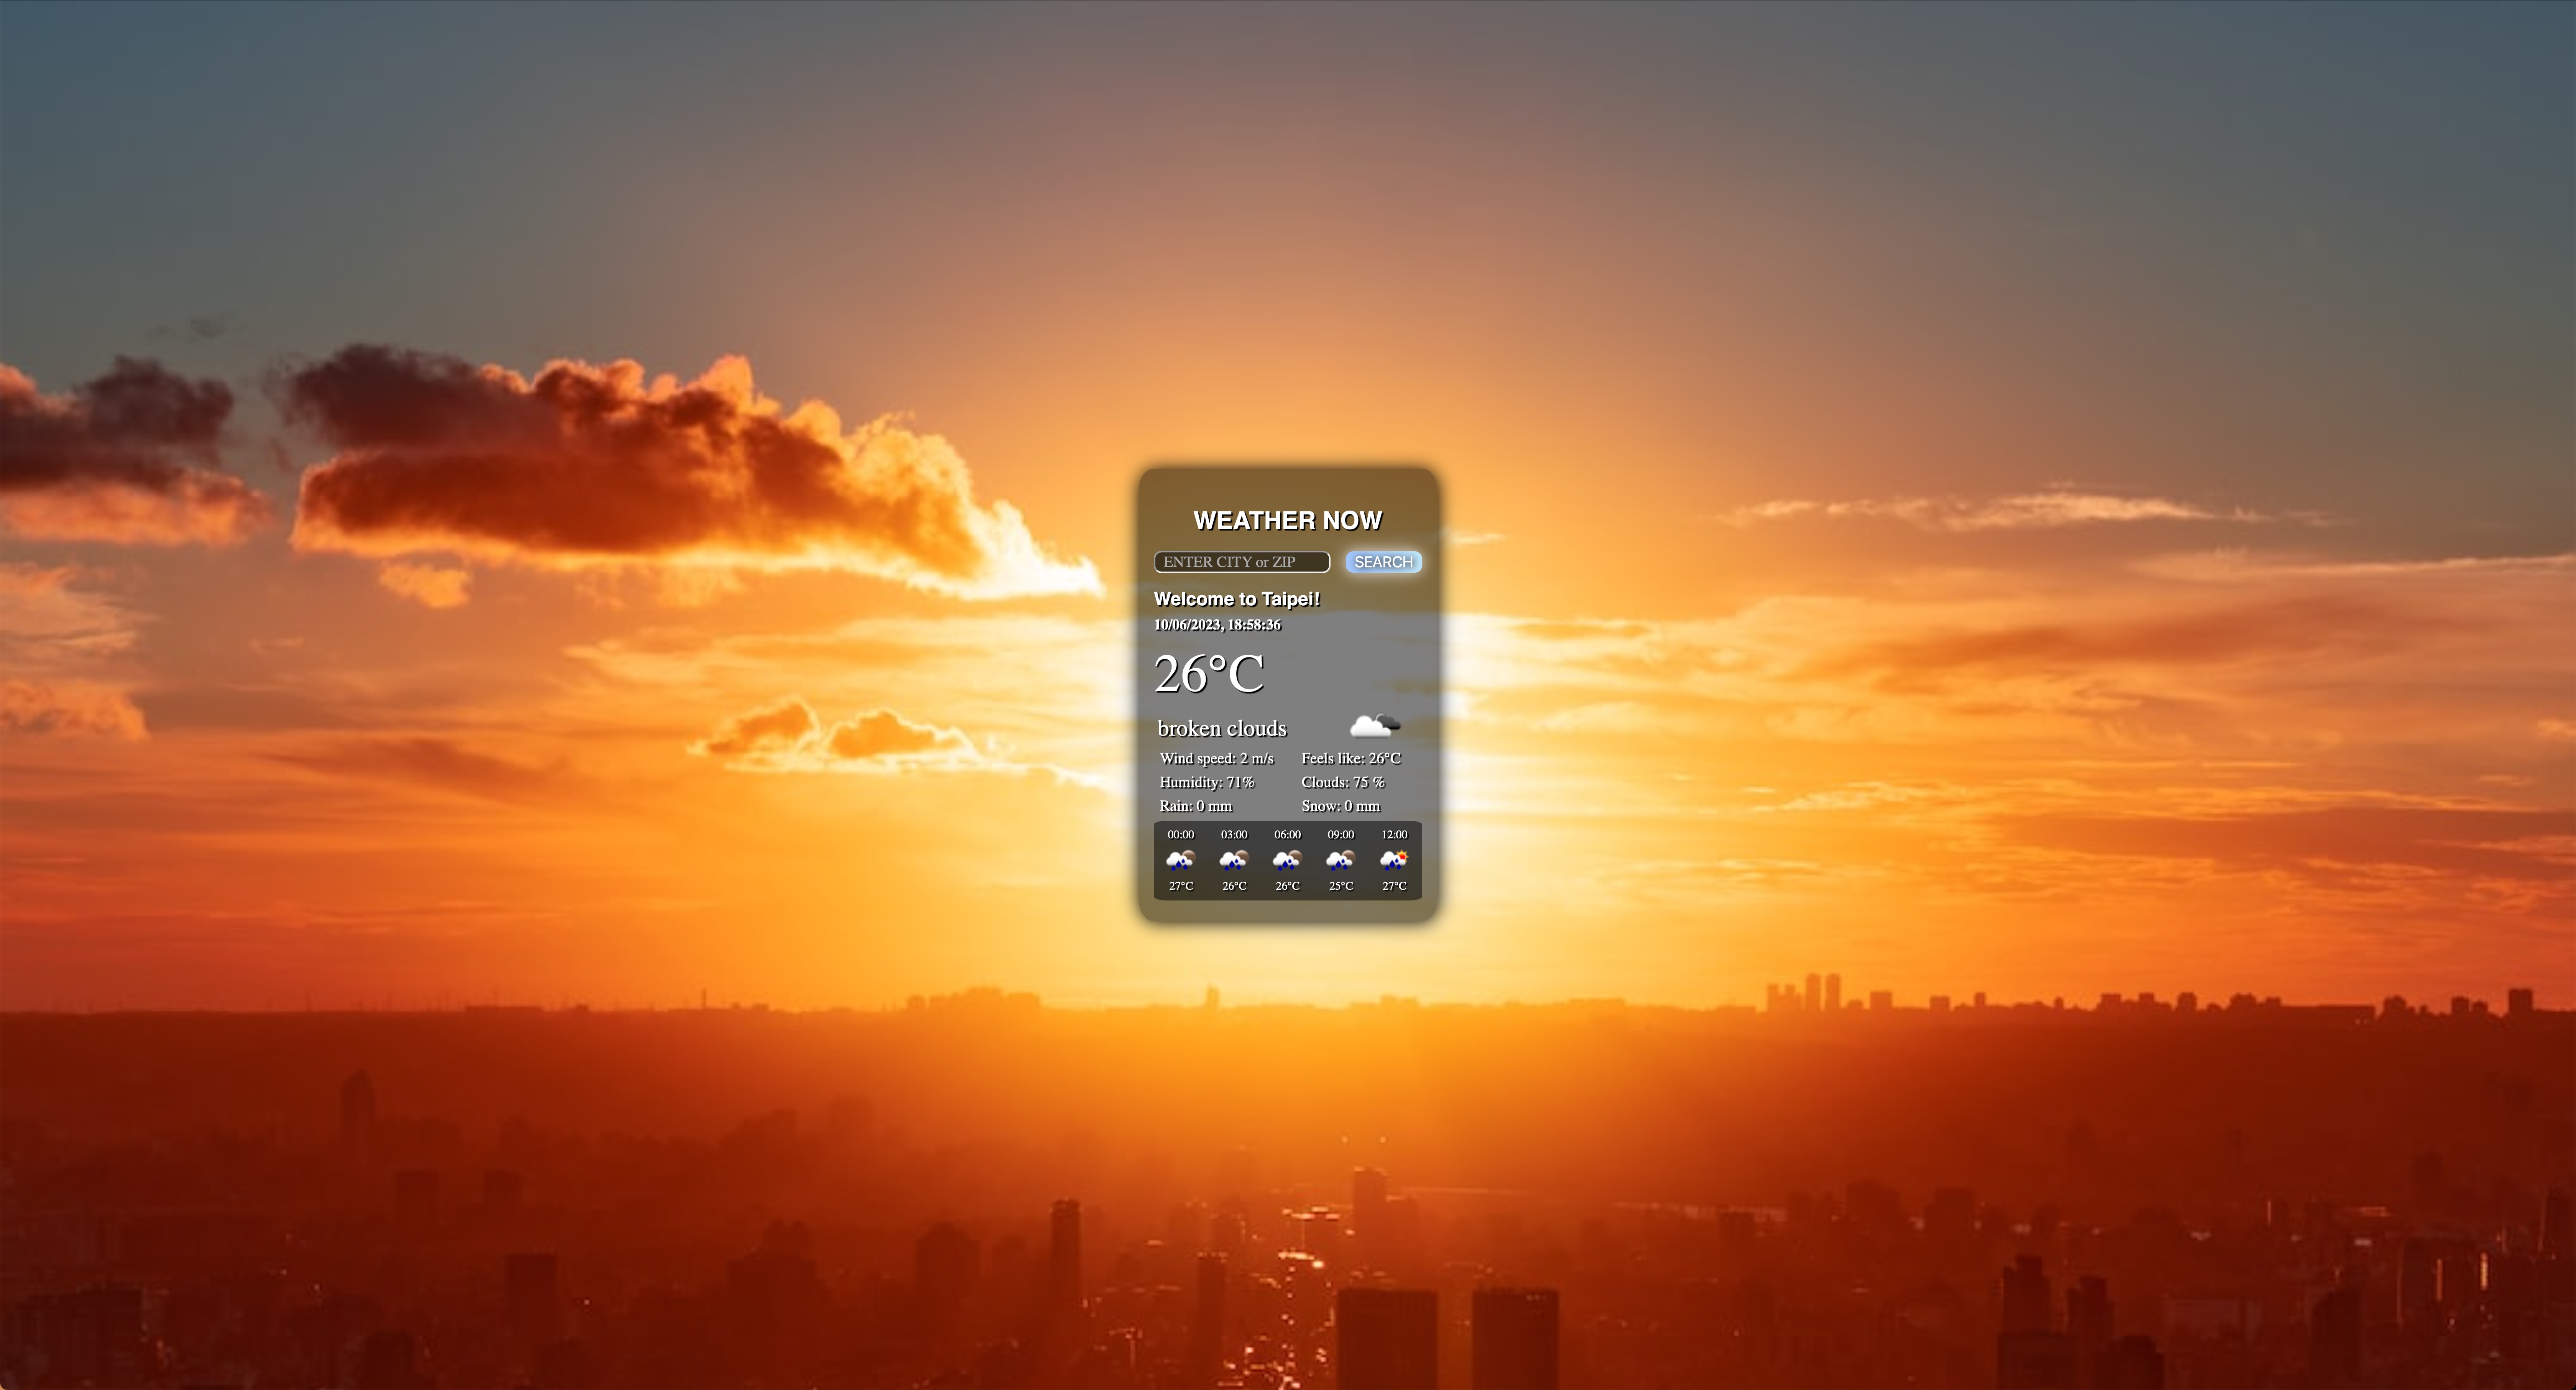 WEATHER NOW
ENTER CITY or ZIP SEARCH
Welcome to Taipei!
10/06/2023, 18:58:36
26°C
broken clouds
Wind speed: 2 m/s Feels like: 26°C
Humidity: 71% Clouds: 75 %
Rain: 0 mm Snow: 0 mm
00:00 03:00 06:00 09:00 12:00
27°C 26°C 26°C 25°C 27°C